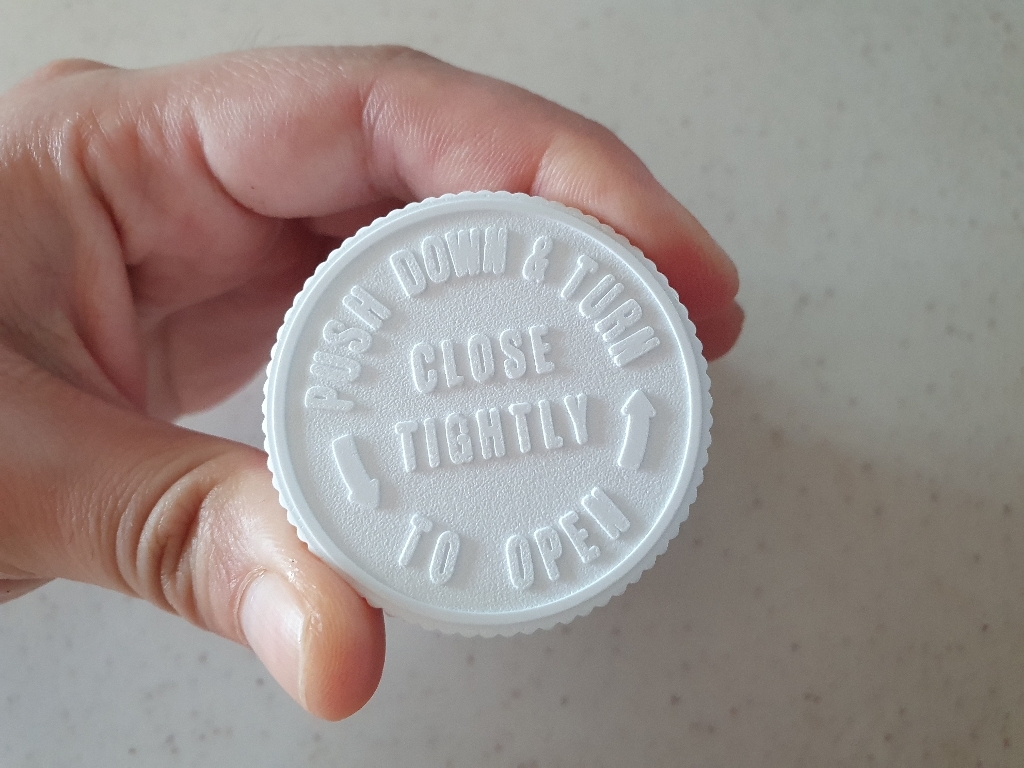 PUSH DOWN & TURN
CLOSE
TIGHTLY
TO OPEN